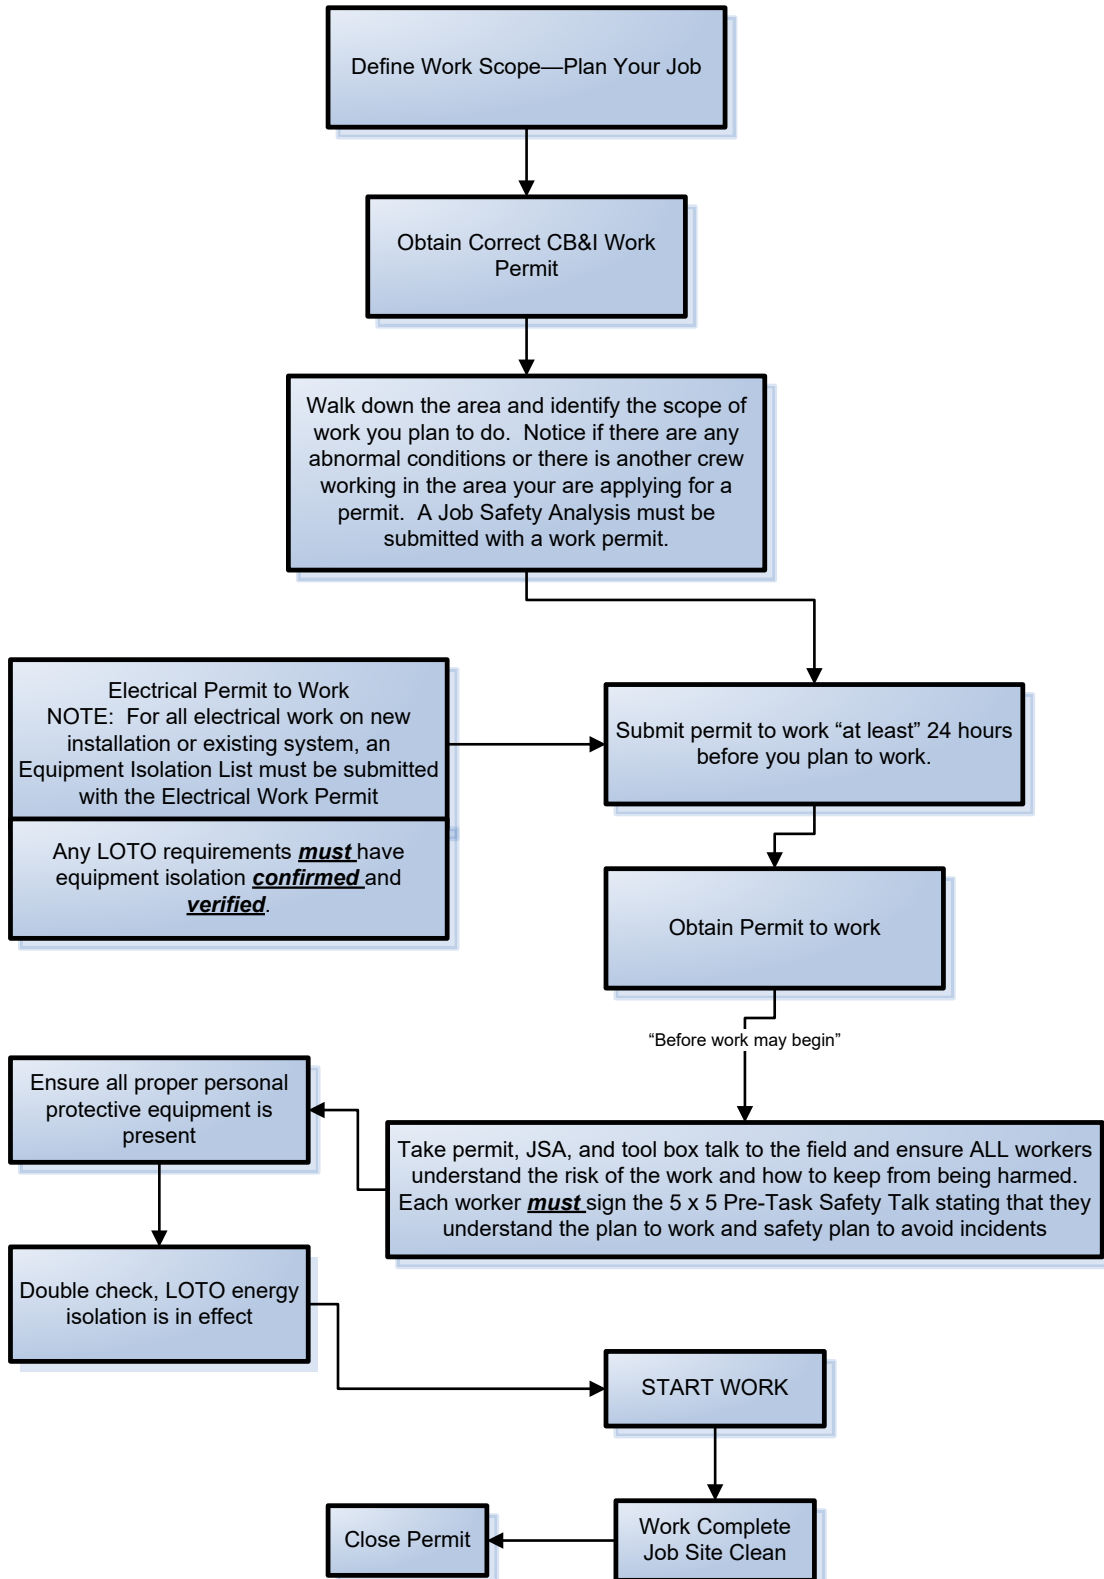 Define Work Scope—Plan Your Job
Obtain Correct CB&I Work
Permit
Walk down the area and identify the scope of
work you plan to do.  Notice if there are any
abnormal conditions or there is another crew
working in the area your are applying for a
permit.  A Job Safety Analysis must be
submitted with a work permit.
Electrical Permit to Work
NOTE:  For all electrical work on new
installation or existing system, an
Equipment Isolation List must be submitted
with the Electrical Work Permit
Any LOTO requirements must have
equipment isolation confirmed and
verified.
Submit permit to work “at least” 24 hours
before you plan to work.
Obtain Permit to work
“Before work may begin”
Take permit, JSA, and tool box talk to the field and ensure ALL workers
understand the risk of the work and how to keep from being harmed.
Each worker must sign the 5 x 5 Pre-Task Safety Talk stating that they
understand the plan to work and safety plan to avoid incidents
Ensure all proper personal
protective equipment is
present
Double check, LOTO energy
isolation is in effect
START WORK
Work Complete
Job Site Clean
Close Permit